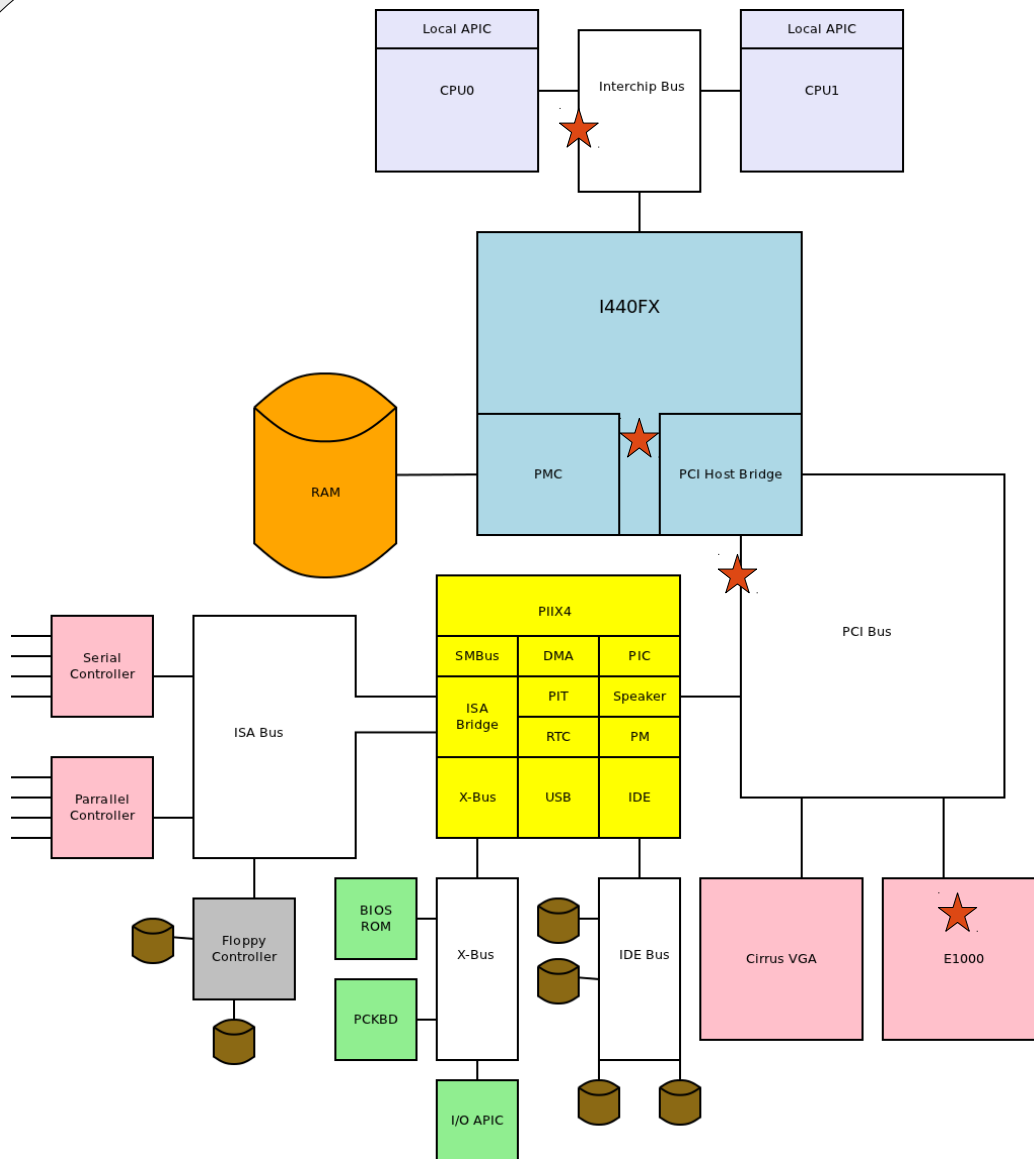 Local APIC
Local APIC
CPU0
Interchip Bus
CPU1
I440FX
PMC
PCI Host Bridge
RAM
PIIX4
PCI Bus
SMBus
DMA
PIC
Serial
Controller
ISA
Bridge
PIT
Speaker
ISA Bus
RTC
PM
Parrallel
Controller
X-Bus
USB
IDE
BIOS
ROM
Floppy
Controller
X-Bus
IDE Bus
Cirrus VGA
E1000
PCKBD
I/O APIC